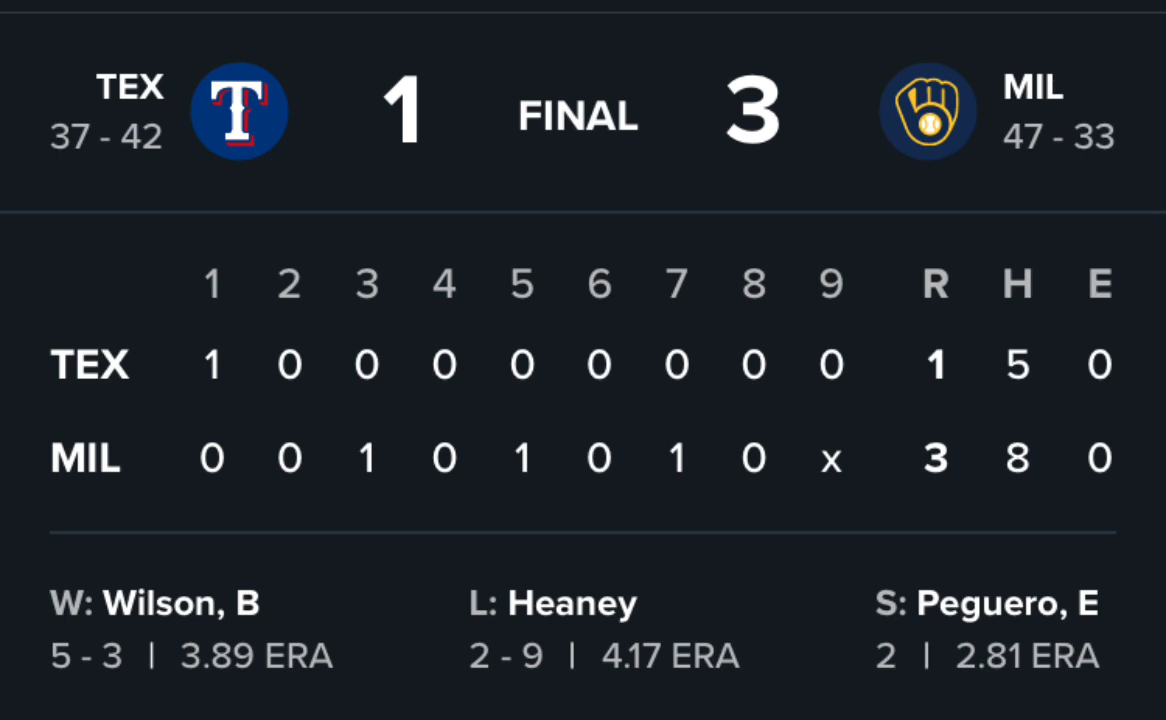 TEX 1 FINAL 3 MIL
37 - 42 T 47 - 33
1 2 3 4 5 6 7 8 9 R H E
TEX 1 0 0 0 0 0 0 0 0 1 5 0
MIL 0 0 1 0 1 0 1 0 x 3 8 0
W: Wilson, B L: Heaney S: Peguero, E
5 - 3 | 3.89 ERA 2 - 9 | 4.17 ERA 2 | 2.81 ERA